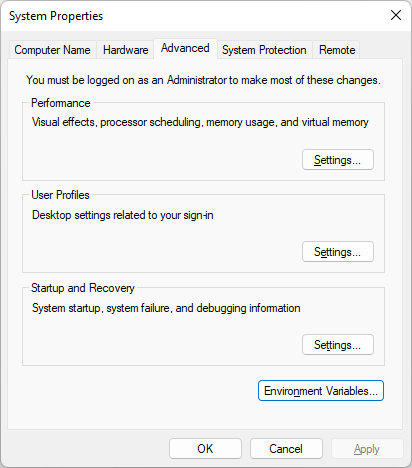 System Properties
Computer Name Hardware Advanced System Protection Remote
You must be logged on as an Administrator to make most of these changes.
Performance
Visual effects, processor scheduling, memory usage, and virtual memory
Settings...
User Profiles
Desktop settings related to your sign-in
Settings...
Startup and Recovery
System startup, system failure, and debugging information
Settings...
Environment Variables...
OK Cancel Apply